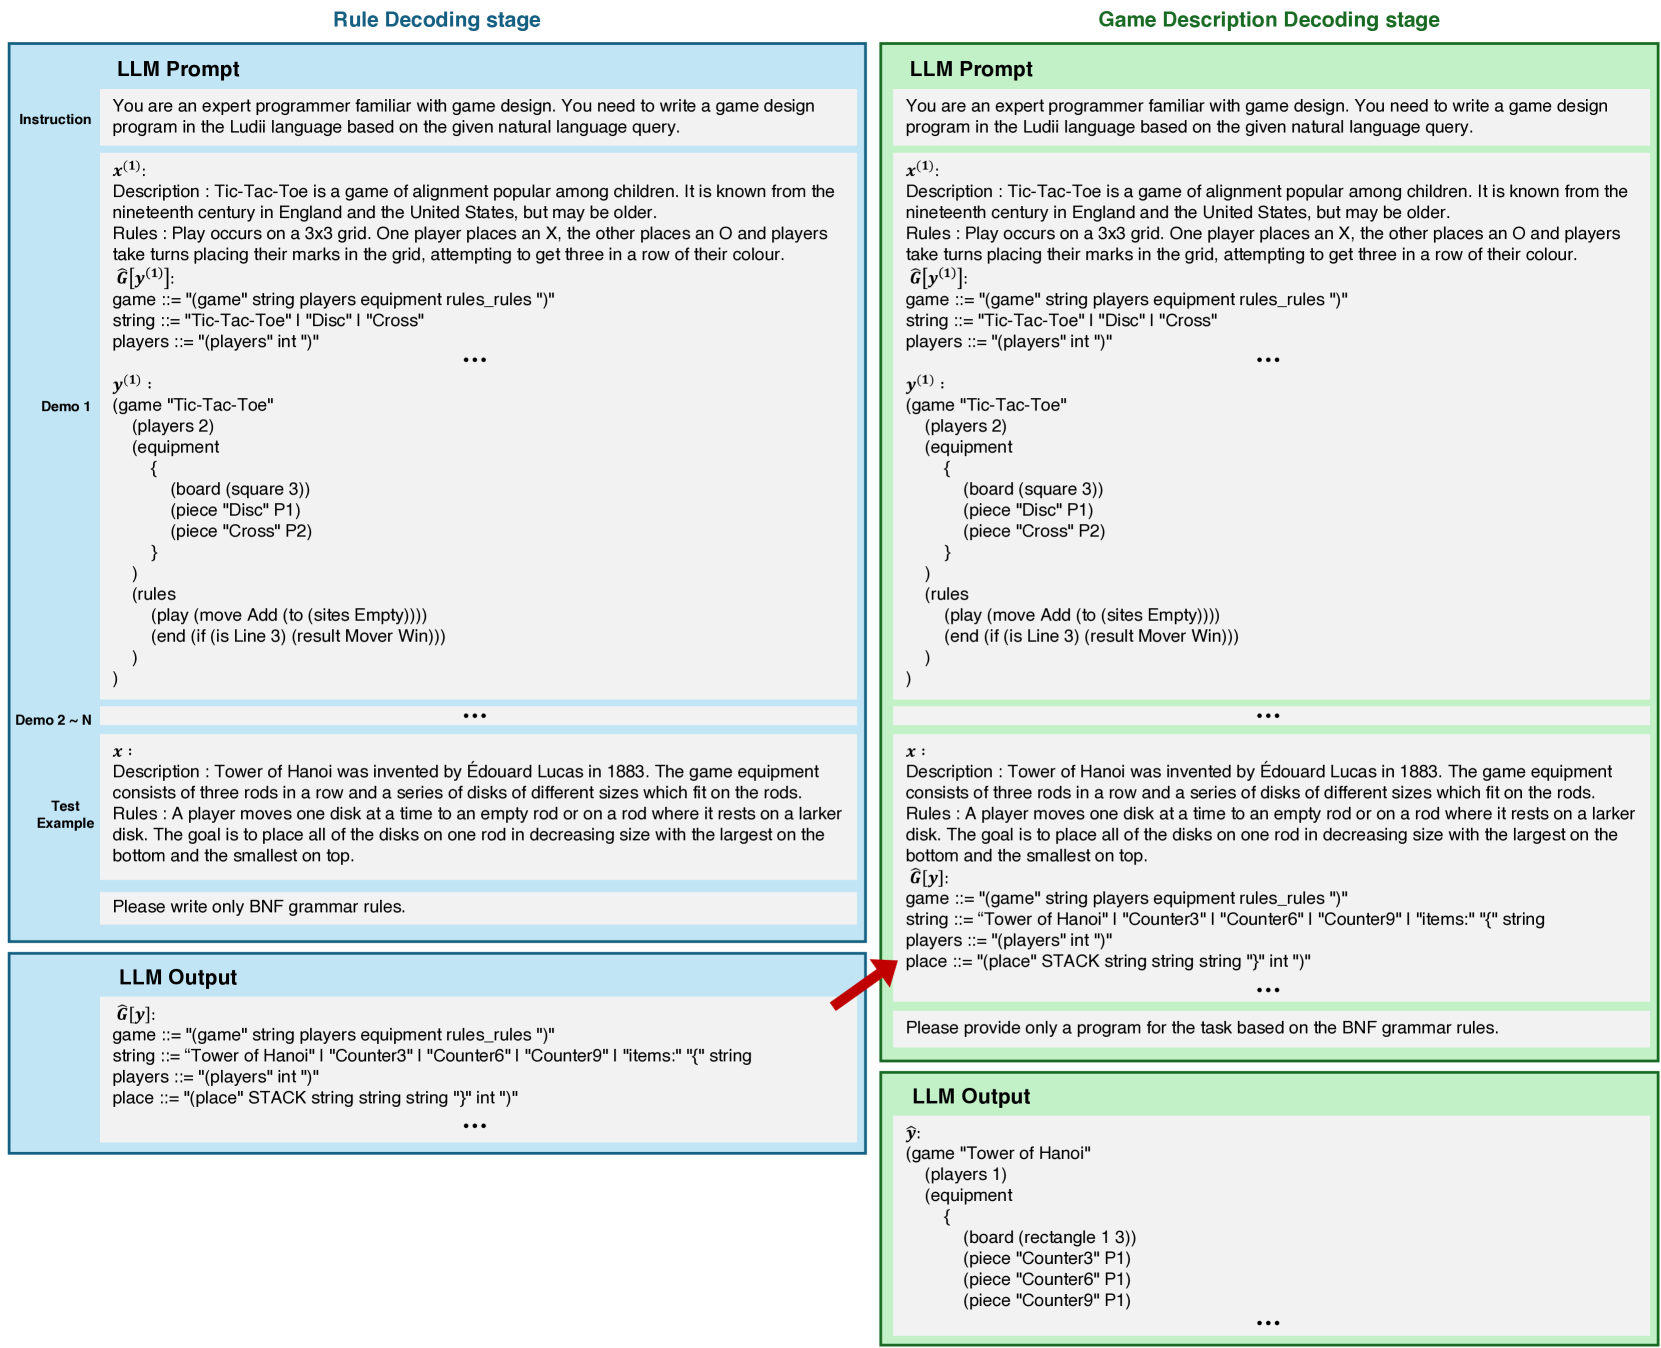 Rule Decoding stage
LLM Prompt
Instruction
You are an expert programmer familiar with game design. You need to write a game design
program in the Ludii language based on the given natural language query.
x⁽¹⁾:
Description : Tic-Tac-Toe is a game of alignment popular among children. It is known from the
nineteenth century in England and the United States, but may be older.
Rules : Play occurs on a 3x3 grid. One player places an X, the other places an O and players
take turns placing their marks in the grid, attempting to get three in a row of their colour.
Ĝ[y⁽¹⁾]:
game ::= "(game" string players equipment rules_rules ")"
string ::= "Tic-Tac-Toe" | "Disc" | "Cross"
players ::= "(players" int ")"
...
Demo 1
y⁽¹⁾ :
(game "Tic-Tac-Toe"
(players 2)
(equipment
{
(board (square 3))
(piece "Disc" P1)
(piece "Cross" P2)
}
)
(rules
(play (move Add (to (sites Empty))))
(end (if (is Line 3) (result Mover Win)))
)
)
Demo 2 ~ N
...
Test
Example
x :
Description : Tower of Hanoi was invented by Édouard Lucas in 1883. The game equipment
consists of three rods in a row and a series of disks of different sizes which fit on the rods.
Rules : A player moves one disk at a time to an empty rod or on a rod where it rests on a larker
disk. The goal is to place all of the disks on one rod in decreasing size with the largest on the
bottom and the smallest on top.
Please write only BNF grammar rules.
LLM Output
Ĝ[y]:
game ::= "(game" string players equipment rules_rules ")"
string ::= “Tower of Hanoi" | "Counter3" | "Counter6" | "Counter9" | "items:" "{" string
players ::= "(players" int ")"
place ::= "(place" STACK string string string "}" int ")"
...
Game Description Decoding stage
LLM Prompt
You are an expert programmer familiar with game design. You need to write a game design
program in the Ludii language based on the given natural language query.
x⁽¹⁾:
Description : Tic-Tac-Toe is a game of alignment popular among children. It is known from the
nineteenth century in England and the United States, but may be older.
Rules : Play occurs on a 3x3 grid. One player places an X, the other places an O and players
take turns placing their marks in the grid, attempting to get three in a row of their colour.
Ĝ[y⁽¹⁾]:
game ::= "(game" string players equipment rules_rules ")"
string ::= "Tic-Tac-Toe" | "Disc" | "Cross"
players ::= "(players" int ")"
...
y⁽¹⁾ :
(game "Tic-Tac-Toe"
(players 2)
(equipment
{
(board (square 3))
(piece "Disc" P1)
(piece "Cross" P2)
}
)
(rules
(play (move Add (to (sites Empty))))
(end (if (is Line 3) (result Mover Win)))
)
)
...
x :
Description : Tower of Hanoi was invented by Édouard Lucas in 1883. The game equipment
consists of three rods in a row and a series of disks of different sizes which fit on the rods.
Rules : A player moves one disk at a time to an empty rod or on a rod where it rests on a larker
disk. The goal is to place all of the disks on one rod in decreasing size with the largest on the
bottom and the smallest on top.
Ĝ[y]:
game ::= "(game" string players equipment rules_rules ")"
string ::= “Tower of Hanoi" | "Counter3" | "Counter6" | "Counter9" | "items:" "{" string
players ::= "(players" int ")"
place ::= "(place" STACK string string string "}" int ")"
...
Please provide only a program for the task based on the BNF grammar rules.
LLM Output
ŷ:
(game "Tower of Hanoi"
(players 1)
(equipment
{
(board (rectangle 1 3))
(piece "Counter3" P1)
(piece "Counter6" P1)
(piece "Counter9" P1)
...